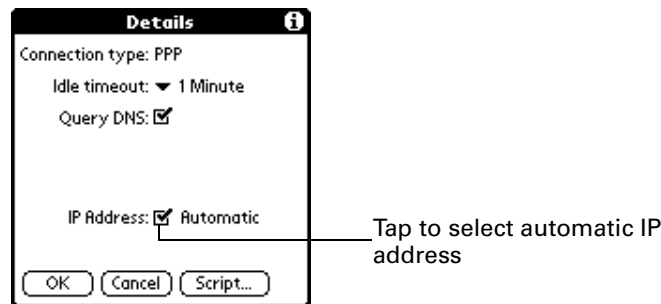 Details
Connection type: PPP
Idle timeout: 1 Minute
Query DNS:
IP Address: Automatic
Tap to select automatic IP
address
OK Cancel Script...